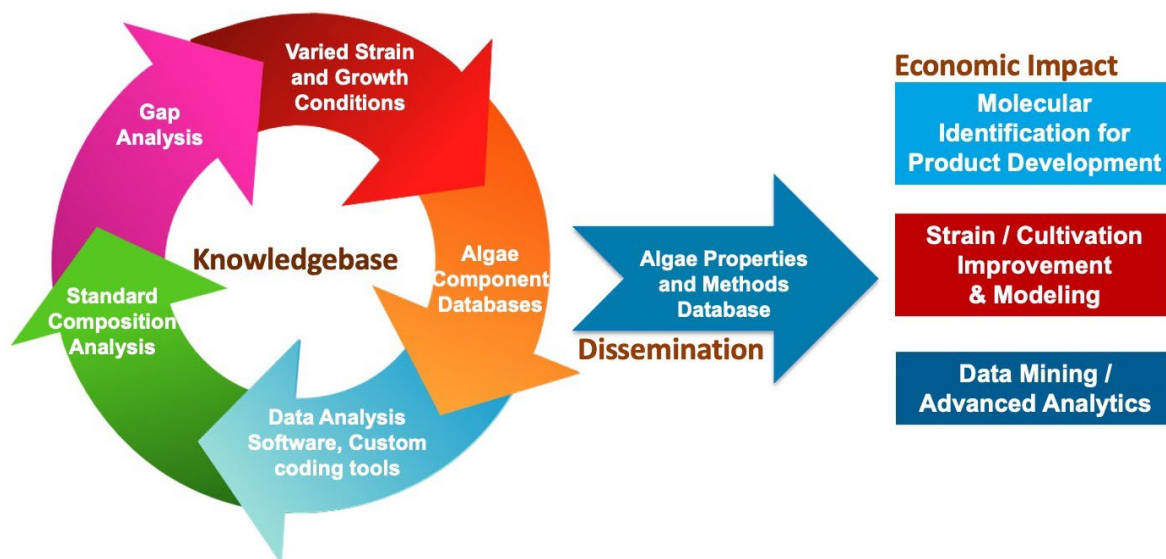 Varied Strain
and Growth
Conditions
Gap
Analysis
Knowledgebase
Algae
Component
Databases
Standard
Composition
Analysis
Data Analysis
Software, Custom
coding tools
Algae Properties
and Methods
Database
Dissemination
Economic Impact
Molecular
Identification for
Product Development
Strain / Cultivation
Improvement
& Modeling
Data Mining /
Advanced Analytics